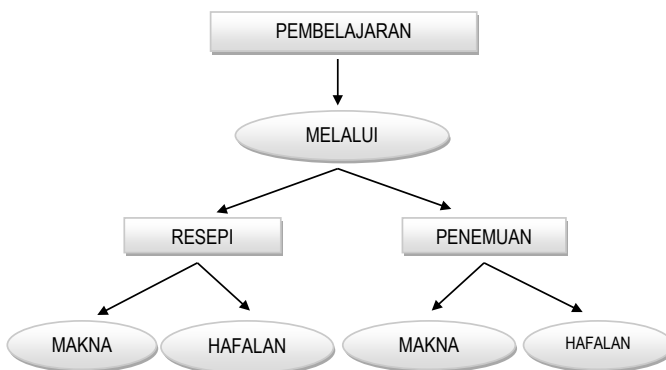 PEMBELAJARAN
MELALUI
RESEPI
PENEMUAN
MAKNA
HAFALAN
MAKNA
HAFALAN